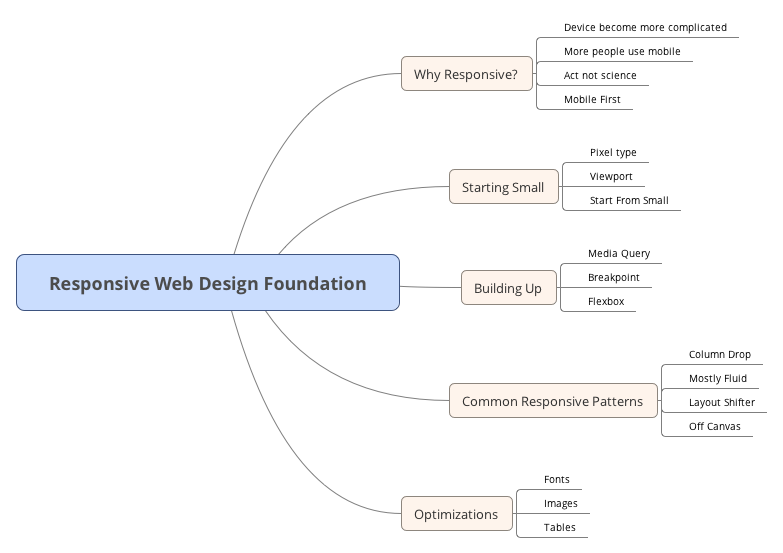 Responsive Web Design Foundation
Why Responsive?
Device become more complicated
More people use mobile
Act not science
Mobile First
Starting Small
Pixel type
Viewport
Start From Small
Building Up
Media Query
Breakpoint
Flexbox
Common Responsive Patterns
Column Drop
Mostly Fluid
Layout Shifter
Off Canvas
Optimizations
Fonts
Images
Tables